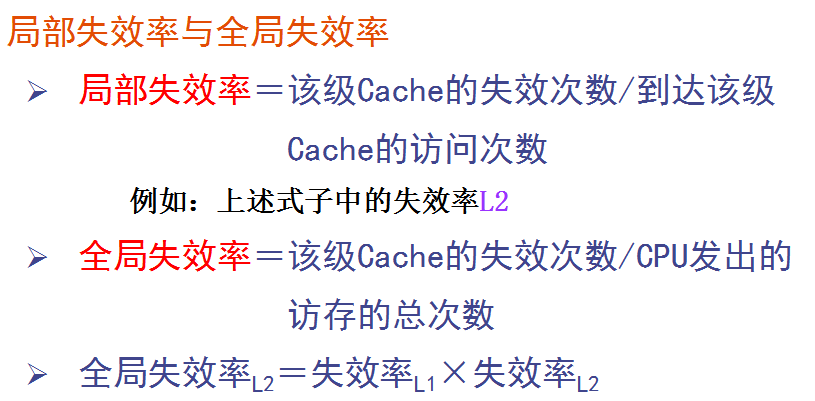 局部失效率与全局失效率
➢ 局部失效率＝该级Cache的失效次数/到达该级
Cache的访问次数
例如：上述式子中的失效率L2
➢ 全局失效率＝该级Cache的失效次数/CPU发出的
访存的总次数
➢ 全局失效率L2＝失效率L1×失效率L2